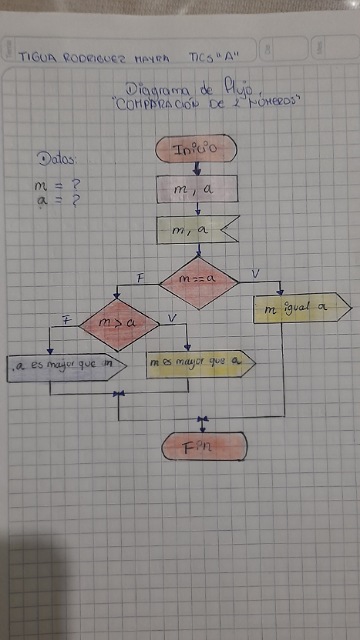 TIGUA RODRIGUEZ MAYRA TICS "A"
Diagrama de Flujo.
"COMPARACIÓN DE 2 NÚMEROS"
Datos:
m = ?
a = ?
Inicio
m, a
m, a
m==a
F
V
m igual a
m>a
F
V
a es mayor que m
m es mayor que a
Fin